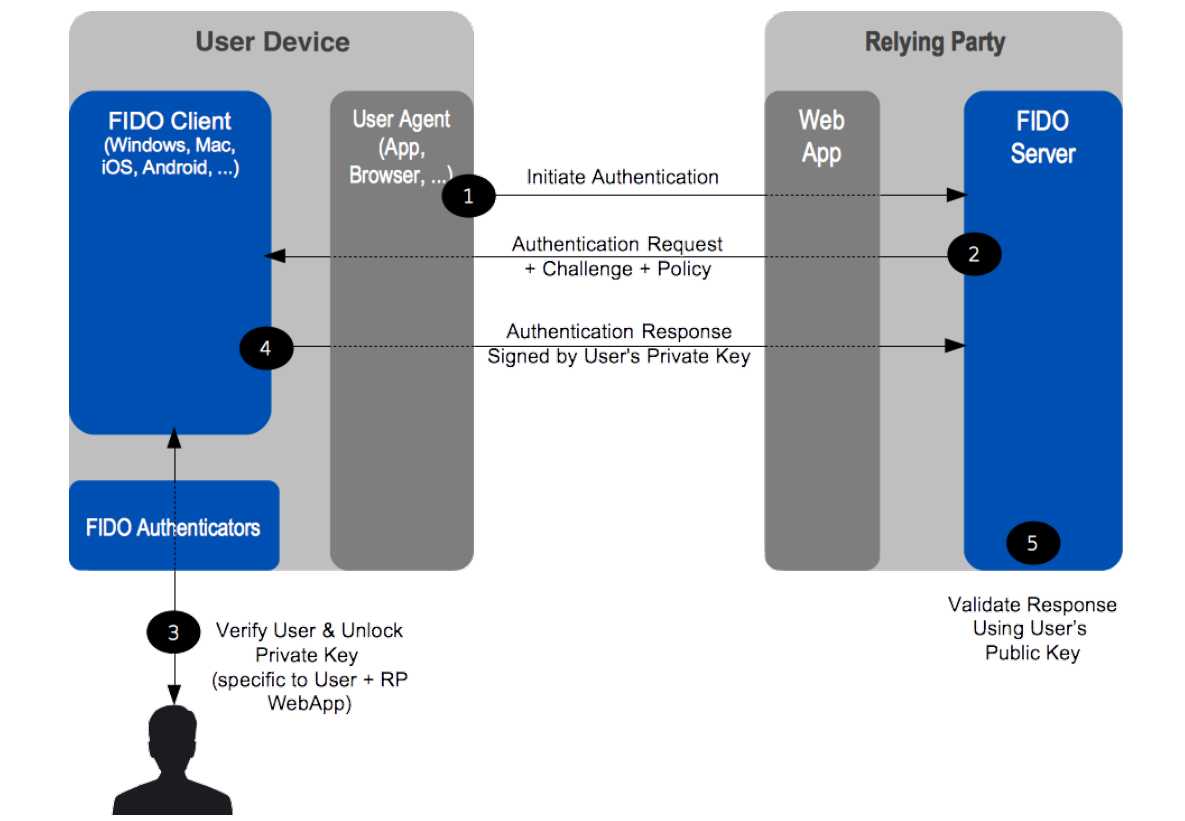 User Device
Relying Party
FIDO Client
(Windows, Mac,
iOS, Android, ...)
User Agent
(App,
Browser, ...)
Web
App
FIDO
Server
1
Initiate Authentication
2
Authentication Request
+ Challenge + Policy
4
Authentication Response
Signed by User's Private Key
FIDO Authenticators
3
Verify User & Unlock
Private Key
(specific to User + RP
WebApp)
5
Validate Response
Using User’s
Public Key